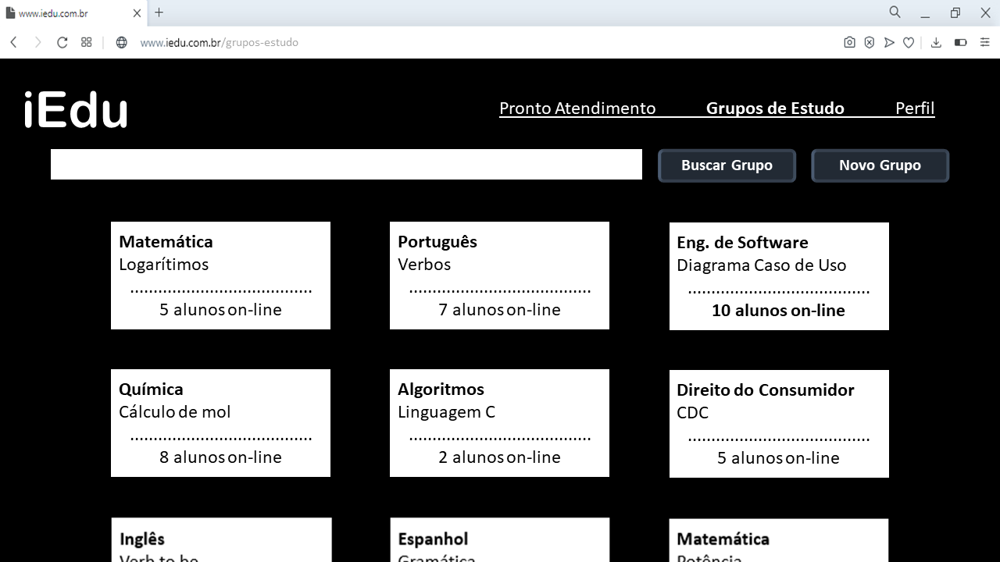 www.iedu.com.br
www.iedu.com.br/grupos-estudo
iEdu
Pronto Atendimento Grupos de Estudo Perfil
Buscar Grupo Novo Grupo
Matemática
Logarítimos
.......................................
5 alunos on-line
Português
Verbos
.......................................
7 alunos on-line
Eng. de Software
Diagrama Caso de Uso
.......................................
10 alunos on-line
Química
Cálculo de mol
.......................................
8 alunos on-line
Algoritmos
Linguagem C
.......................................
2 alunos on-line
Direito do Consumidor
CDC
.......................................
5 alunos on-line
Inglês
Verb to be
Espanhol
Gramática
Matemática
Potência